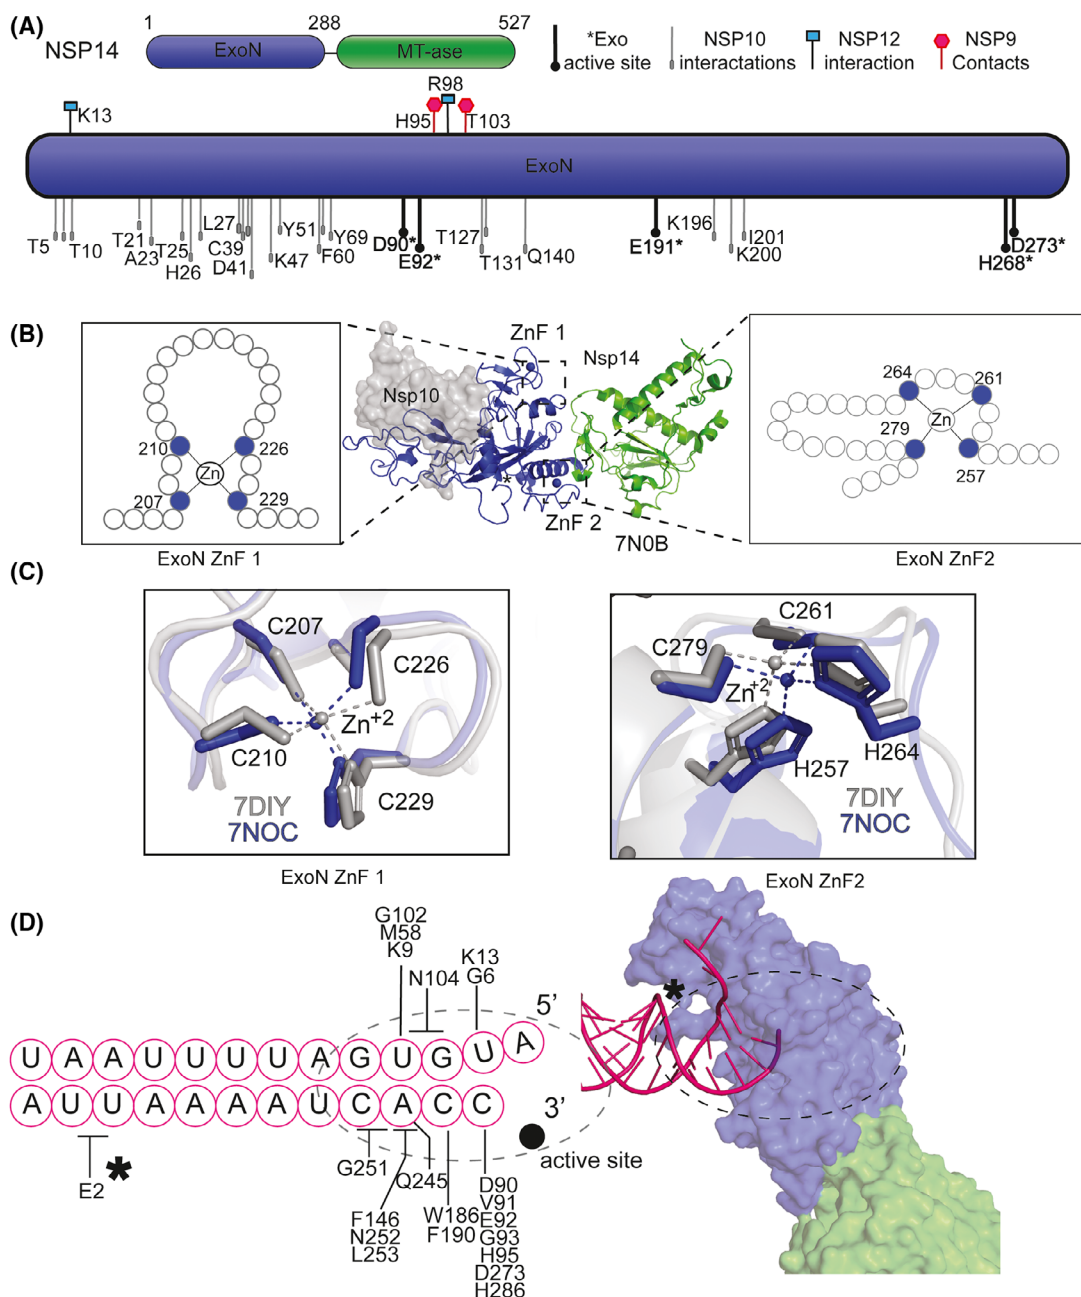 (A)
1 288 527
NSP14
ExoN
MT-ase
*Exo
active site
NSP10
interactations
NSP12
interaction
NSP9
Contacts
K13
H95
R98
T103
ExoN
T5
T10
T21
A23
T25
H26
L27
C39
D41
K47
Y51
F60
Y69
D90*
E92*
T127
T131
Q140
E191*
K196
K200
I201
H268*
D273*
(B)
210
226
Zn
207
229
ExoN ZnF 1
ZnF 1
Nsp14
Nsp10
*
ZnF 2
7N0B
264
261
Zn
279
257
ExoN ZnF2
(C)
C207
C226
Zn+2
C210
C229
7DIY
7NOC
ExoN ZnF 1
C261
C279
Zn+2
H257
H264
7DIY
7NOC
ExoN ZnF2
(D)
G102
M58
K9
N104
K13
G6
5’
U A A U U U U A G U G U A
A U U A A A A U C A C C
3’
active site
E2
*
G251
Q245
F146
N252
L253
W186
F190
D90
V91
E92
G93
H95
D273
H286
*